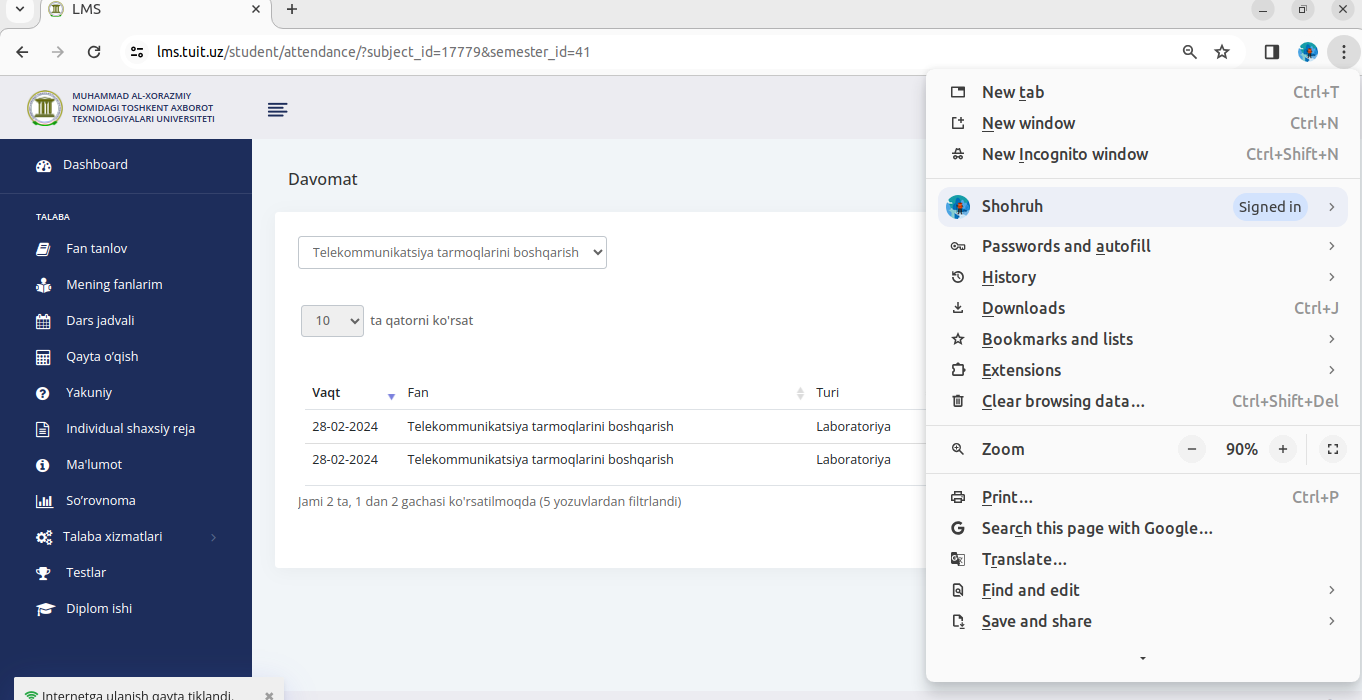 LMS
lms.tuit.uz/student/attendance/?subject_id=17779&semester_id=41
MUHAMMAD AL-XORAZMIY
NOMIDAGI TOSHKENT AXBOROT
TEXNOLOGIYALARI UNIVERSITETI
Dashboard
TALABA
Fan tanlov
Mening fanlarim
Dars jadvali
Qayta o'qish
Yakuniy
Individual shaxsiy reja
Ma'lumot
So'rovnoma
Talaba xizmatlari
Testlar
Diplom ishi
Internetga ulanish qayta tiklandi.
Davomat
Telekommunikatsiya tarmoqlarini boshqarish
10 ta qatorni ko'rsat
Vaqt Fan Turi
28-02-2024 Telekommunikatsiya tarmoqlarini boshqarish Laboratoriya
28-02-2024 Telekommunikatsiya tarmoqlarini boshqarish Laboratoriya
Jami 2 ta, 1 dan 2 gachasi ko'rsatilmoqda (5 yozuvlardan filtrlandi)
New tab Ctrl+T
New window Ctrl+N
New Incognito window Ctrl+Shift+N
Shohruh Signed in
Passwords and autofill
History
Downloads Ctrl+J
Bookmarks and lists
Extensions
Clear browsing data... Ctrl+Shift+Del
Zoom − 90% +
Print... Ctrl+P
Search this page with Google...
Translate...
Find and edit
Save and share